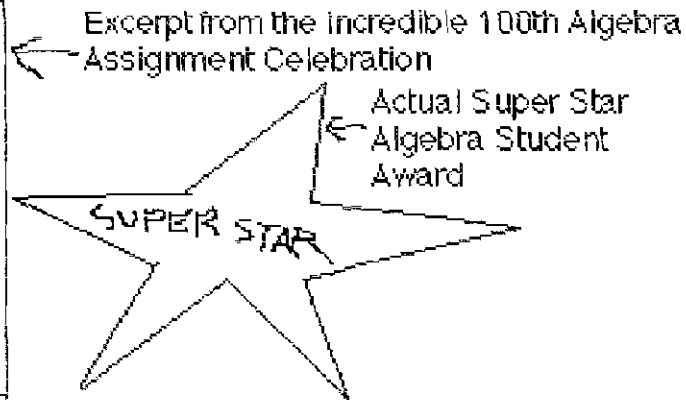 Excerpt from the Incredible 100th Algebra
Assignment Celebration
Actual Super Star
Algebra Student
Award
SUPER STAR